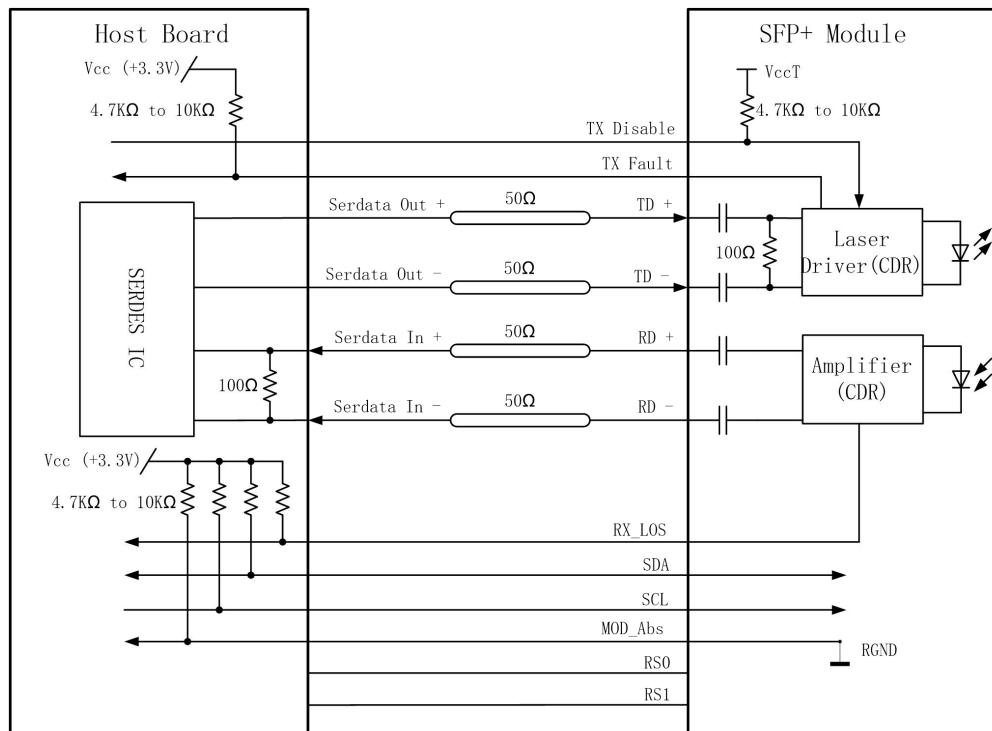 Host Board
SFP+ Module
Vcc (+3.3V)
VccT
4.7KΩ to 10KΩ
4.7KΩ to 10KΩ
TX Disable
TX Fault
Serdata Out +
50Ω
TD +
SERDES IC
100Ω
Laser
Driver(CDR)
Serdata Out -
50Ω
TD -
Serdata In +
50Ω
RD +
100Ω
Amplifier
(CDR)
Serdata In -
50Ω
RD -
Vcc (+3.3V)
4.7KΩ to 10KΩ
RX_LOS
SDA
SCL
MOD_Abs
RGND
RS0
RS1